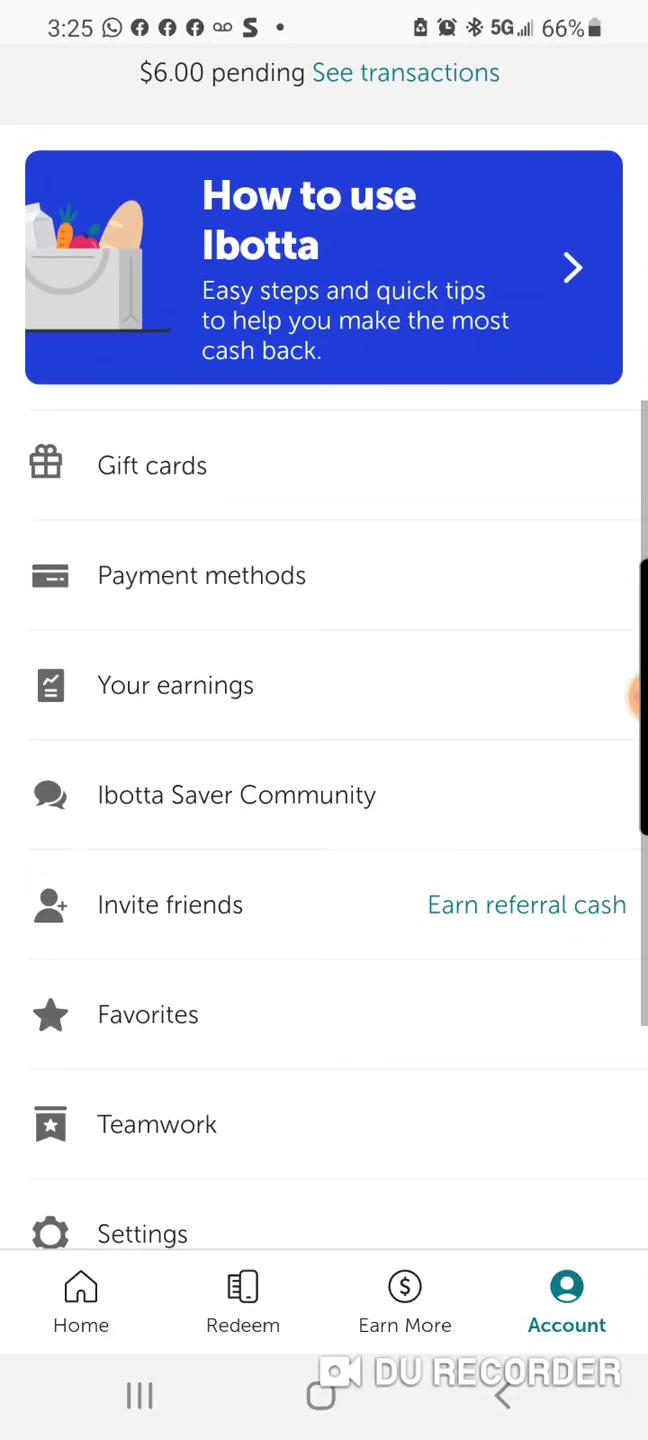 3:25 5G 66%
$6.00 pending See transactions
How to use
Ibotta
Easy steps and quick tips
to help you make the most
cash back.
Gift cards
Payment methods
Your earnings
Ibotta Saver Community
Invite friends Earn referral cash
Favorites
Teamwork
Settings
Home Redeem Earn More Account
DU RECORDER